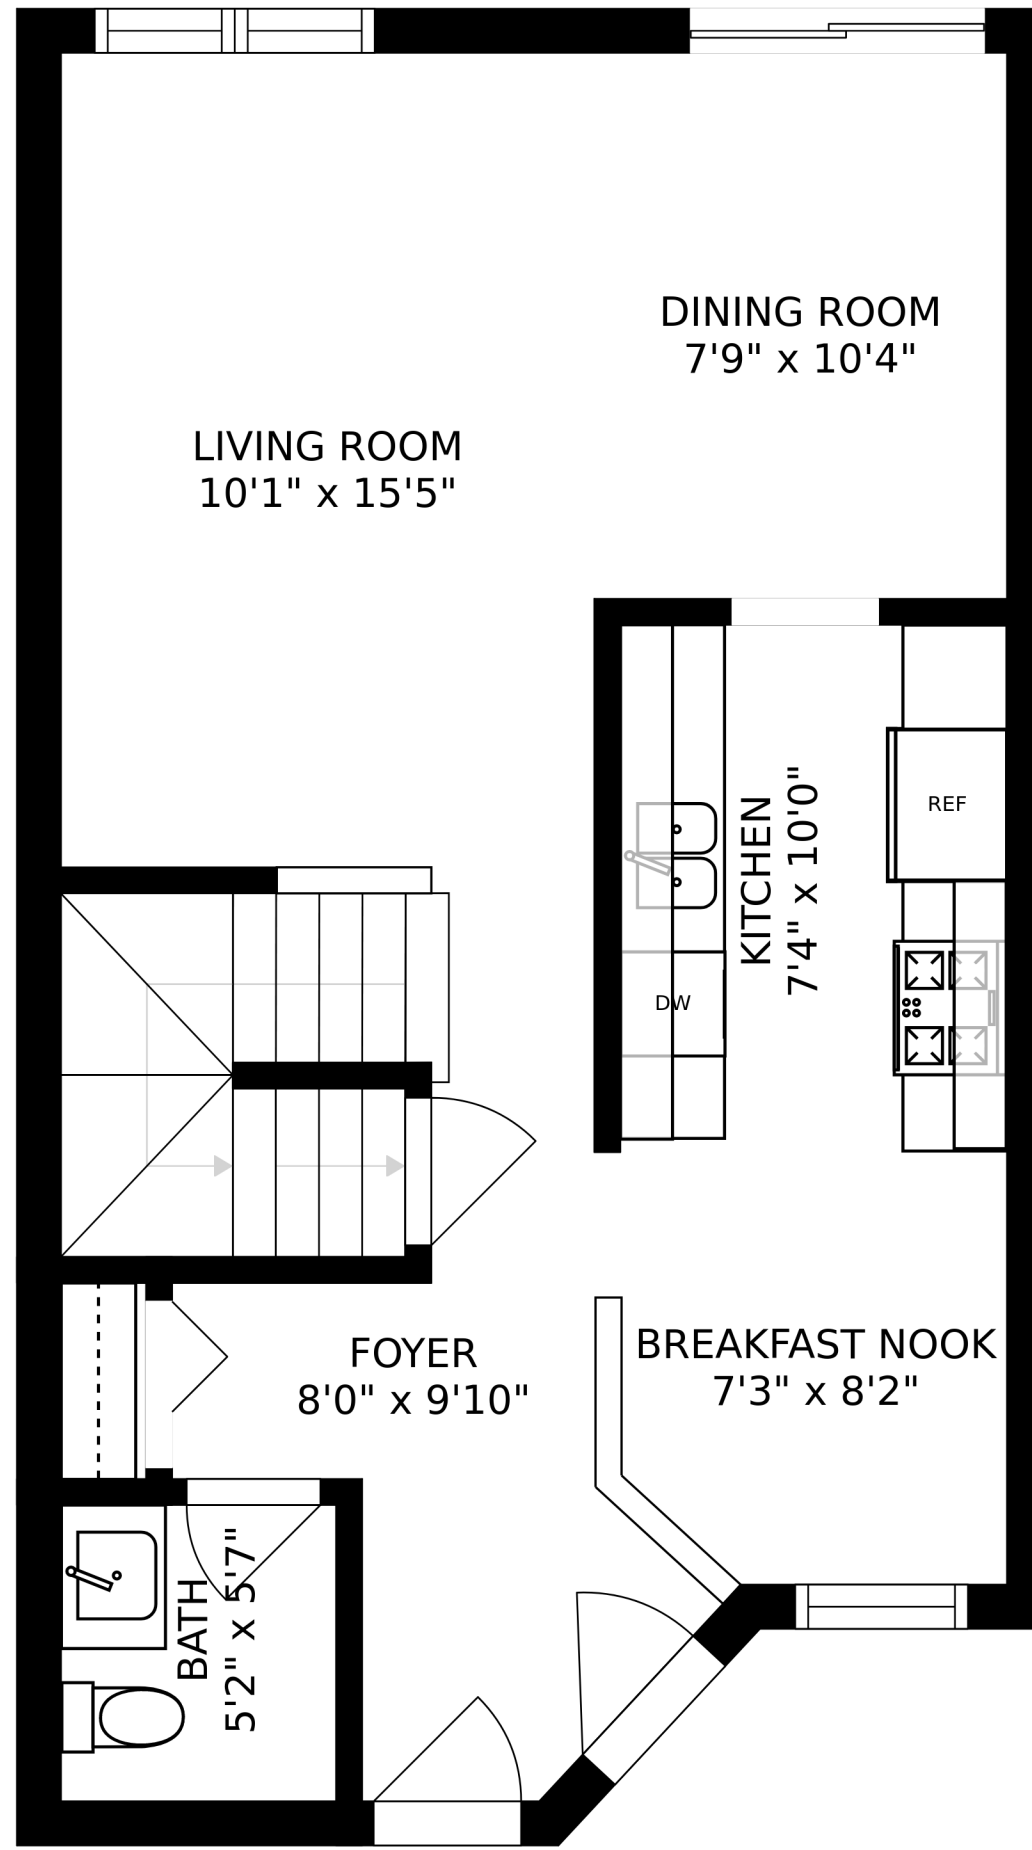 DINING ROOM
7'9" x 10'4"
LIVING ROOM
10'1" x 15'5"
REF
KITCHEN
7'4" x 10'0"
DW
FOYER
8'0" x 9'10"
BREAKFAST NOOK
7'3" x 8'2"
BATH
5'2" x 5'7"